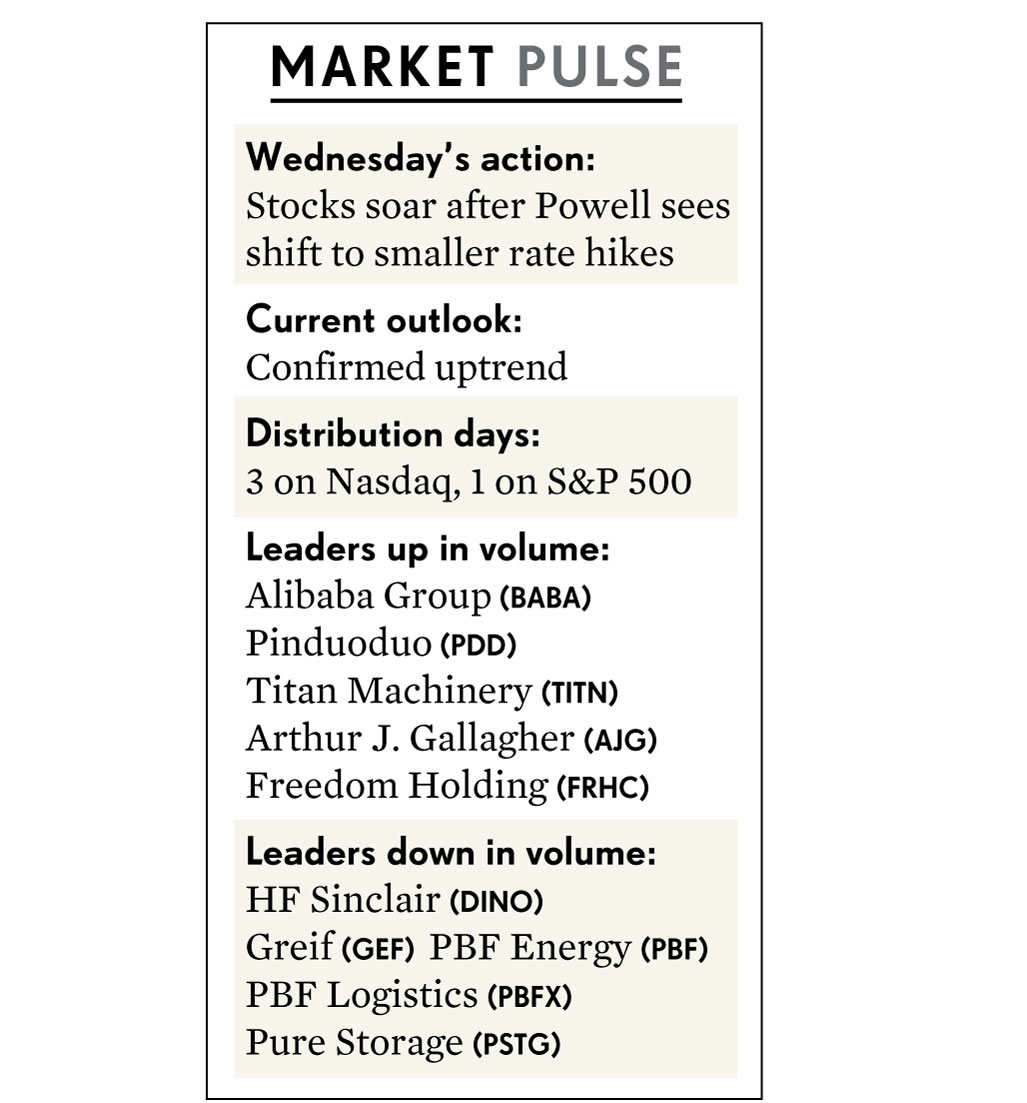 MARKET PULSE
Wednesday’s action:
Stocks soar after Powell sees
shift to smaller rate hikes
Current outlook:
Confirmed uptrend
Distribution days:
3 on Nasdaq, 1 on S&P 500
Leaders up in volume:
Alibaba Group (BABA)
Pinduoduo (PDD)
Titan Machinery (TITN)
Arthur J. Gallagher (AJG)
Freedom Holding (FRHC)
Leaders down in volume:
HF Sinclair (DINO)
Greif (GEF) PBF Energy (PBF)
PBF Logistics (PBFX)
Pure Storage (PSTG)